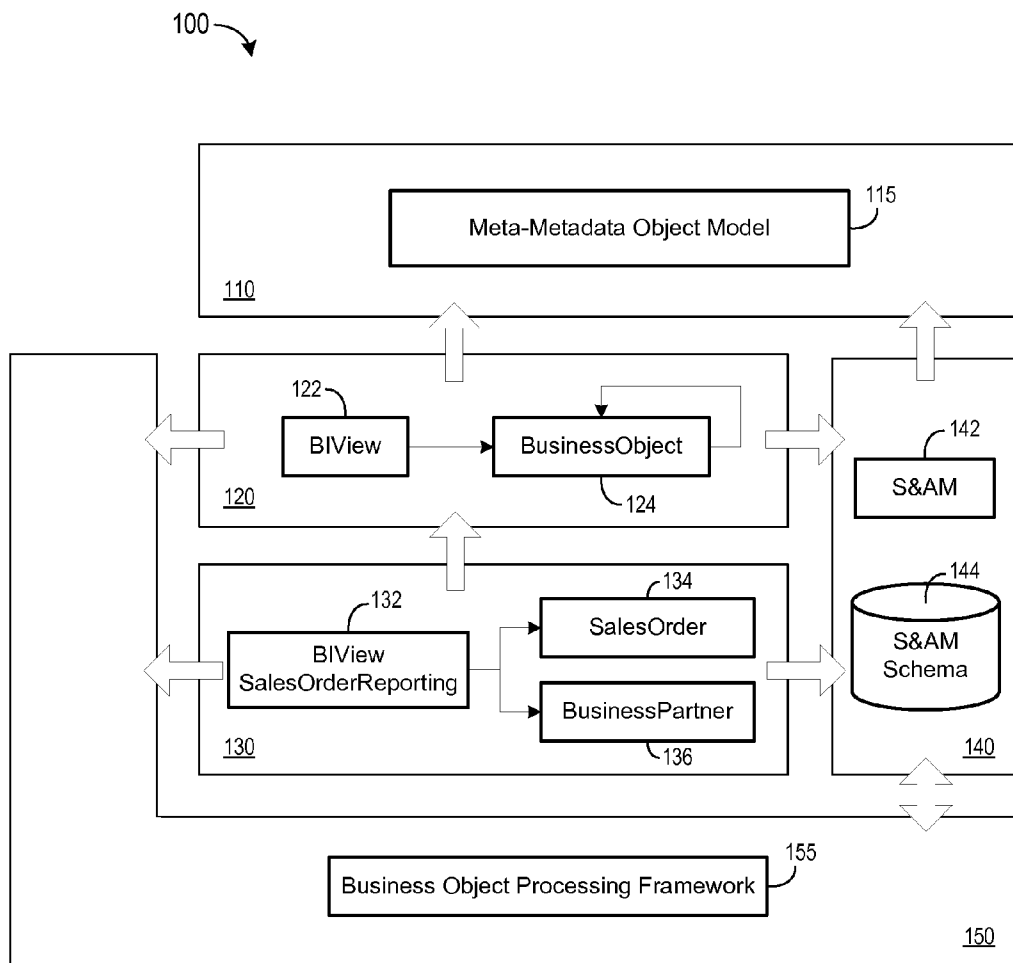 100
Meta-Metadata Object Model
115
110
122
BIView
BusinessObject
124
120
142
S&AM
144
S&AM
Schema
140
132
BIView
SalesOrderReporting
134
SalesOrder
BusinessPartner
136
130
155
Business Object Processing Framework
150